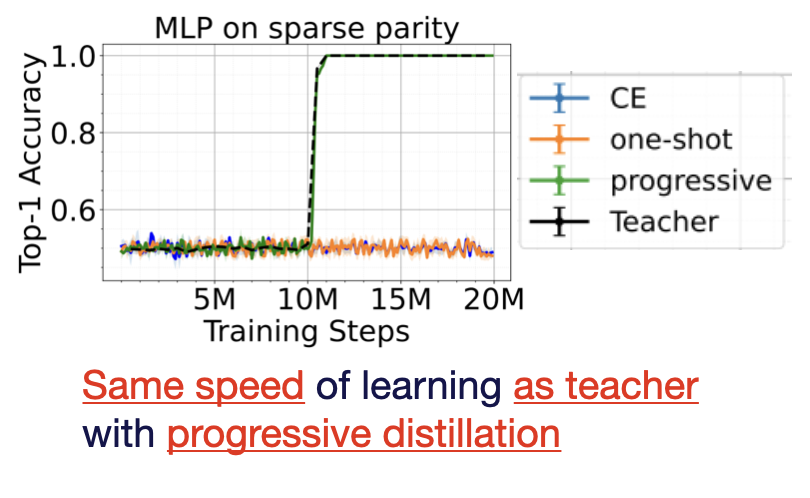 MLP on sparse parity
Top-1 Accuracy
1.0
0.8
0.6
5M 10M 15M 20M
Training Steps
CE
one-shot
progressive
Teacher
Same speed of learning as teacher
with progressive distillation